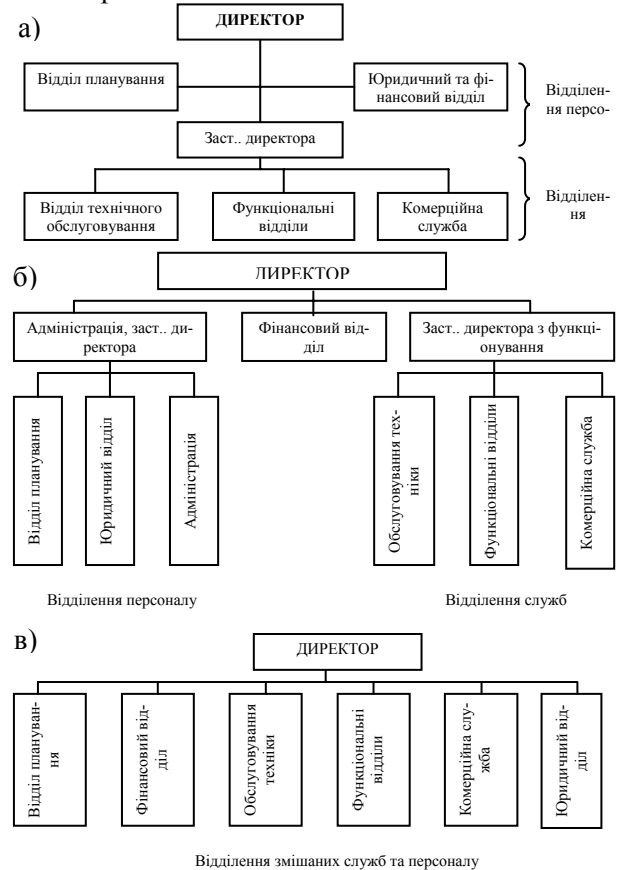 а)
ДИРЕКТОР
Відділ планування
Юридичний та фі-
нансовий відділ
Відділен-
ня персо-
Заст.. директора
Відділ технічного
обслуговування
Функціональні
відділи
Комерційна
служба
Відділен-
ня
б)
ДИРЕКТОР
Адміністрація, заст.. ди-
ректора
Фінансовий від-
діл
Заст.. директора з функці-
онування
Відділ планування
Юридичний відділ
Адміністрація
Обслуговування тех-
ніки
Функціональні відділи
Комерційна служба
Відділення персоналу
Відділення служб
в)
ДИРЕКТОР
Відділ плануван-
ня
Фінансовий від-
діл
Обслуговування
техніки
Функціональні
відділи
Комерційна слу-
жба
Юридичний від-
діл
Відділення змішаних служб та персоналу